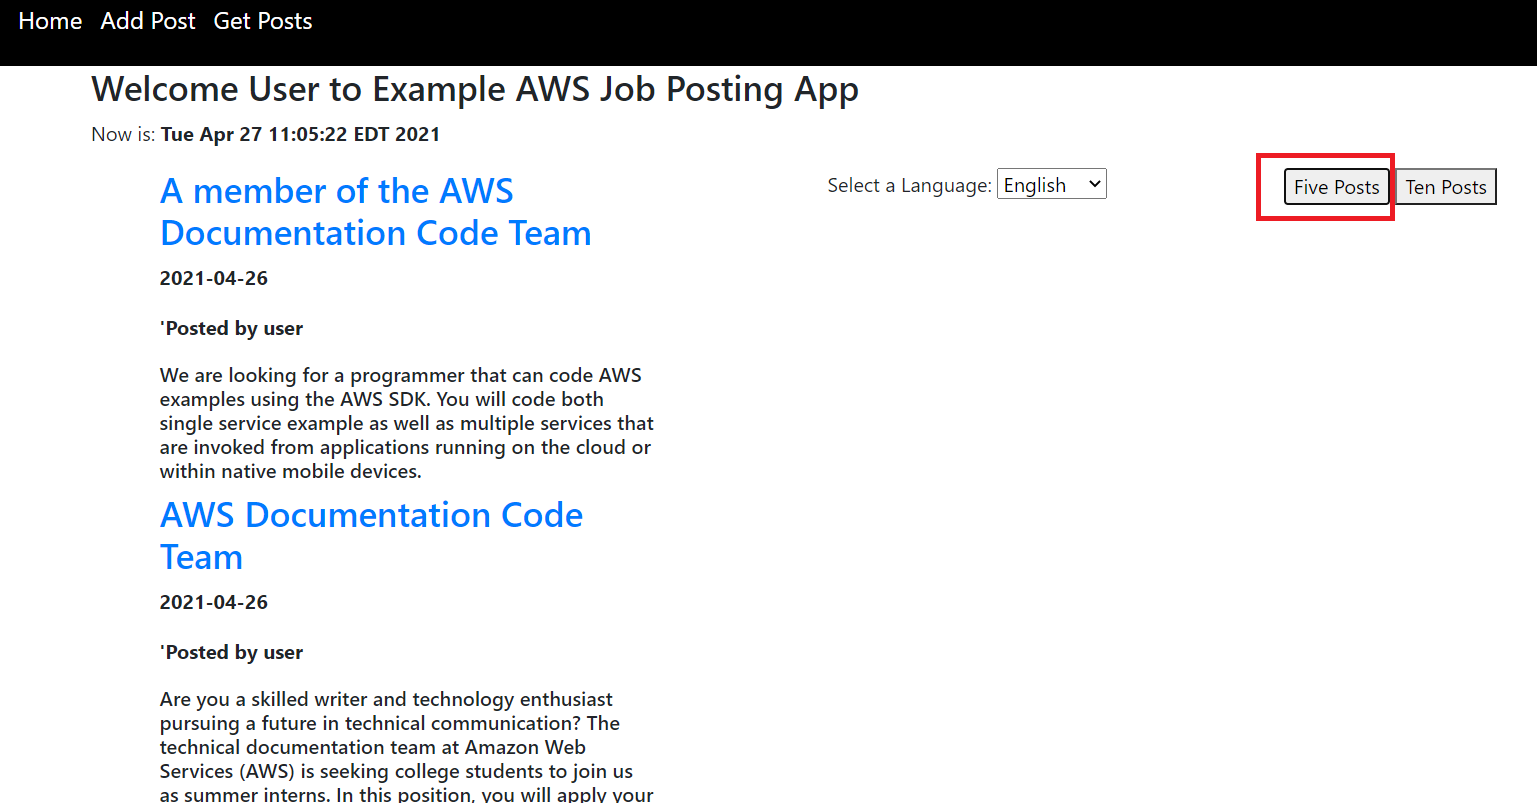 Home Add Post Get Posts
Welcome User to Example AWS Job Posting App
Now is: Tue Apr 27 11:05:22 EDT 2021
A member of the AWS
Documentation Code Team
2021-04-26
'Posted by user
We are looking for a programmer that can code AWS
examples using the AWS SDK. You will code both
single service example as well as multiple services that
are invoked from applications running on the cloud or
within native mobile devices.
AWS Documentation Code
Team
2021-04-26
'Posted by user
Are you a skilled writer and technology enthusiast
pursuing a future in technical communication? The
technical documentation team at Amazon Web
Services (AWS) is seeking college students to join us
as summer interns. In this position, you will apply your
Select a Language: English
Five Posts Ten Posts